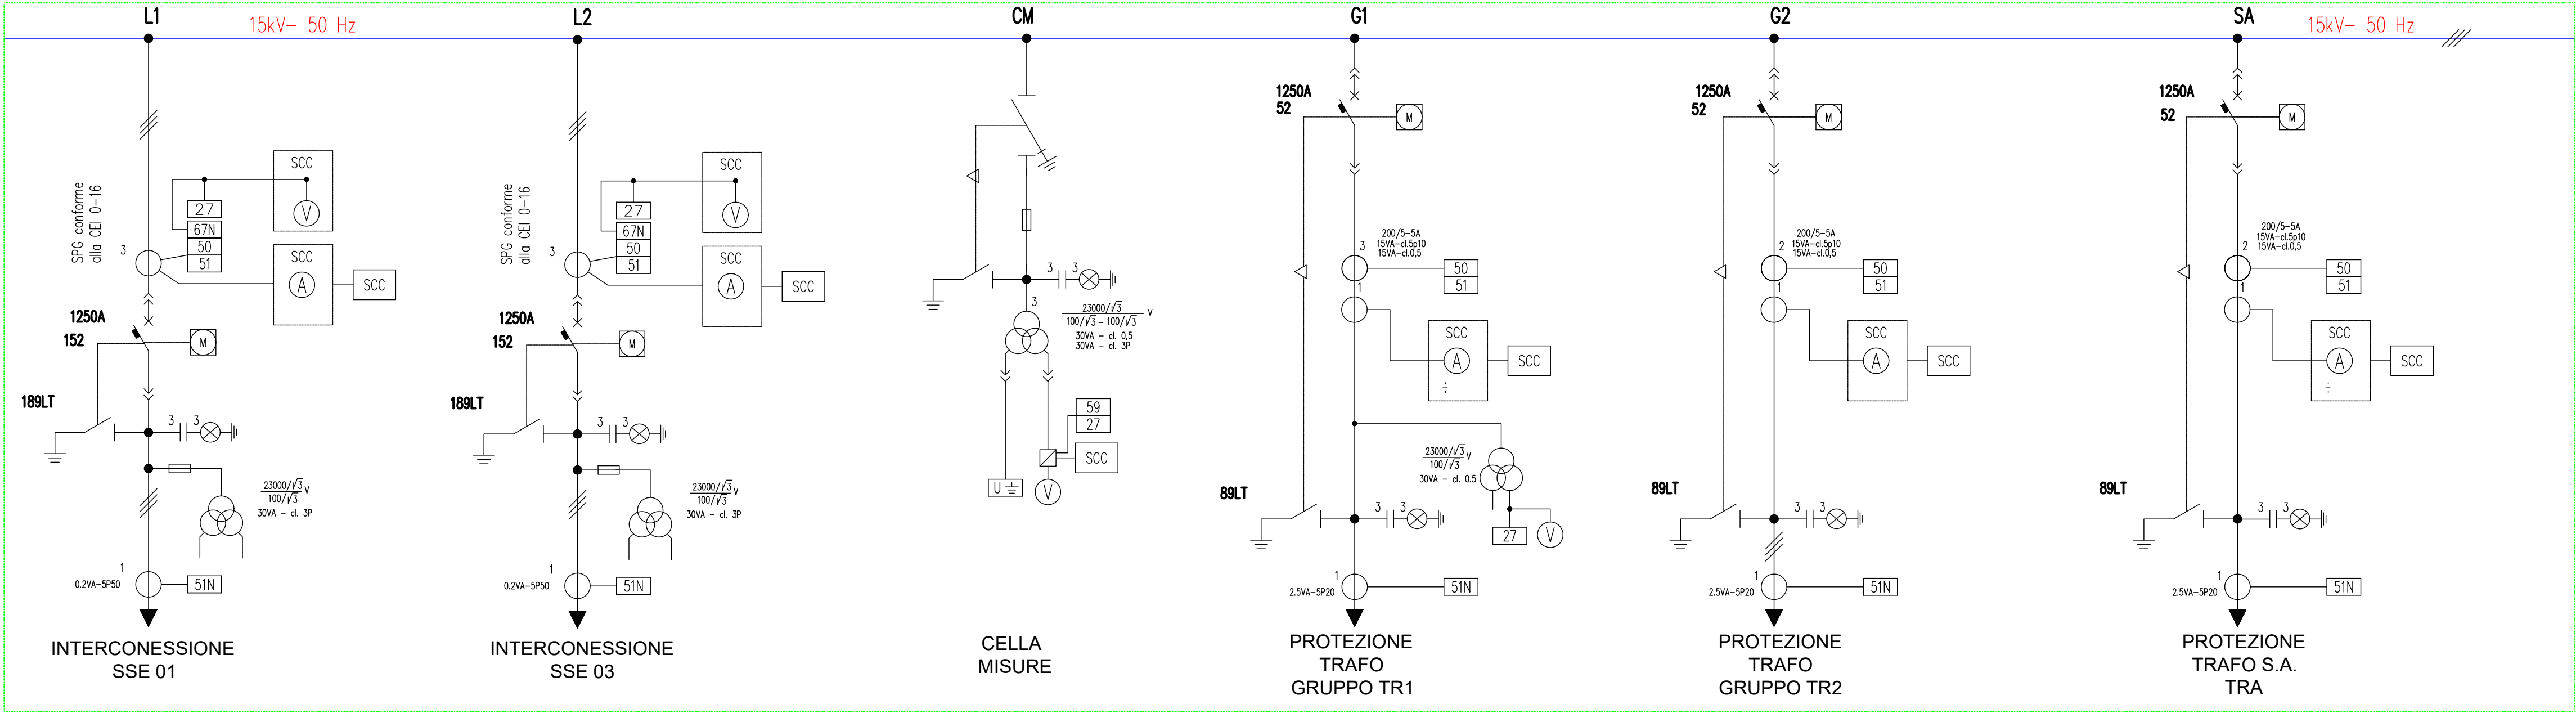 L1
15kV- 50 Hz
SPG conforme
alla CEI 0-16
3
27
67N
50
51
SCC
V
SCC
A
SCC
1250A
152
M
189LT
3
3
23000/√3 V
100/√3
30VA - cl. 3P
1
0.2VA-5P50
51N
INTERCONESSIONE
SSE 01
L2
SPG conforme
alla CEI 0-16
3
27
67N
50
51
SCC
V
SCC
A
SCC
1250A
152
M
189LT
3
3
23000/√3 V
100/√3
30VA - cl. 3P
1
0.2VA-5P50
51N
INTERCONESSIONE
SSE 03
CM
3
3
3
23000/√3 V
100/√3 - 100/√3
30VA - cl. 0,5
30VA - cl. 3P
59
27
SCC
U
V
CELLA
MISURE
G1
1250A
52
M
200/5-5A
15VA-cl.5p10
15VA-cl.0,5
3
50
51
1
SCC
A
÷
SCC
23000/√3 V
100/√3
30VA - cl. 0.5
27
V
89LT
3
3
1
2.5VA-5P20
51N
PROTEZIONE
TRAFO
GRUPPO TR1
G2
1250A
52
M
200/5-5A
15VA-cl.5p10
15VA-cl.0,5
2
50
51
1
SCC
A
SCC
89LT
3
3
1
2.5VA-5P20
51N
PROTEZIONE
TRAFO
GRUPPO TR2
SA
15kV- 50 Hz
1250A
52
M
200/5-5A
15VA-cl.5p10
15VA-cl.0,5
2
50
51
1
SCC
A
÷
SCC
89LT
3
3
1
2.5VA-5P20
51N
PROTEZIONE
TRAFO S.A.
TRA